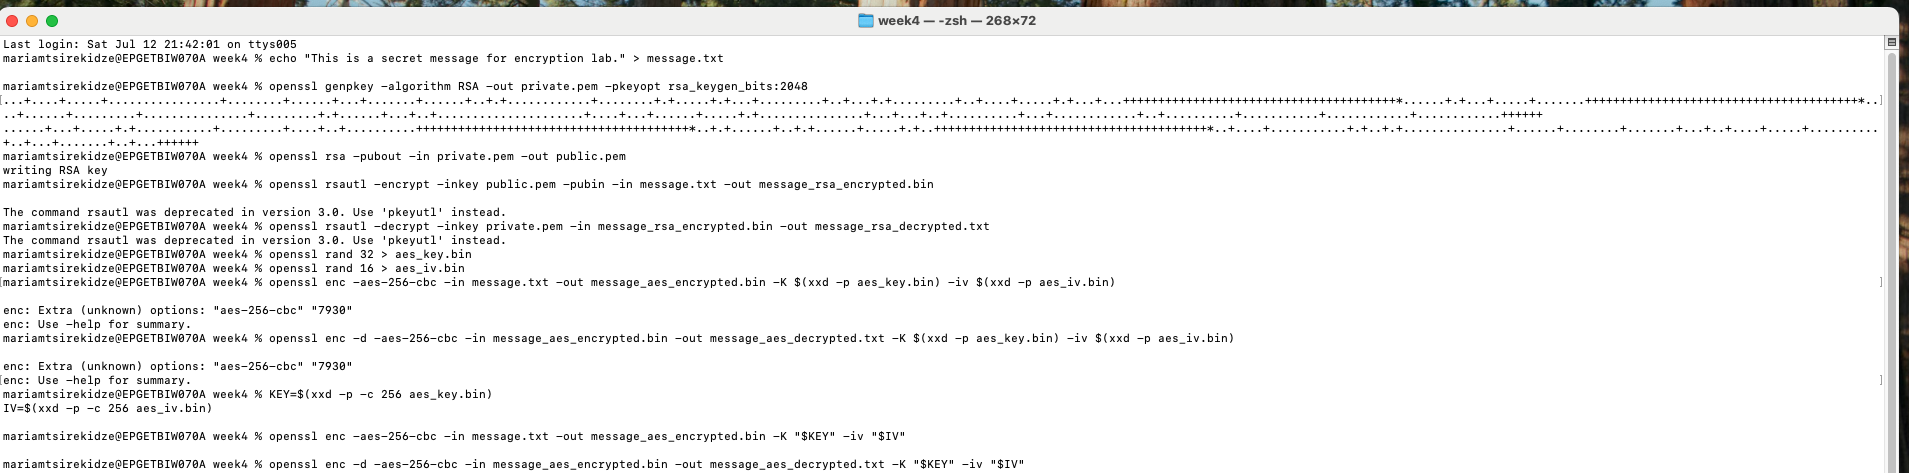 week4 — -zsh — 268×72
Last login: Sat Jul 12 21:42:01 on ttys005
mariamtsirekidze@EPGETBIW070A week4 % echo "This is a secret message for encryption lab." > message.txt
mariamtsirekidze@EPGETBIW070A week4 % openssl genpkey -algorithm RSA -out private.pem -pkeyopt rsa_keygen_bits:2048
mariamtsirekidze@EPGETBIW070A week4 % openssl rsa -pubout -in private.pem -out public.pem
writing RSA key
mariamtsirekidze@EPGETBIW070A week4 % openssl rsautl -encrypt -inkey public.pem -pubin -in message.txt -out message_rsa_encrypted.bin
The command rsautl was deprecated in version 3.0. Use 'pkeyutl' instead.
mariamtsirekidze@EPGETBIW070A week4 % openssl rsautl -decrypt -inkey private.pem -in message_rsa_encrypted.bin -out message_rsa_decrypted.txt
The command rsautl was deprecated in version 3.0. Use 'pkeyutl' instead.
mariamtsirekidze@EPGETBIW070A week4 % openssl rand 32 > aes_key.bin
mariamtsirekidze@EPGETBIW070A week4 % openssl rand 16 > aes_iv.bin
mariamtsirekidze@EPGETBIW070A week4 % openssl enc -aes-256-cbc -in message.txt -out message_aes_encrypted.bin -K $(xxd -p aes_key.bin) -iv $(xxd -p aes_iv.bin)
enc: Extra (unknown) options: "aes-256-cbc" "7930"
enc: Use -help for summary.
mariamtsirekidze@EPGETBIW070A week4 % openssl enc -d -aes-256-cbc -in message_aes_encrypted.bin -out message_aes_decrypted.txt -K $(xxd -p aes_key.bin) -iv $(xxd -p aes_iv.bin)
enc: Extra (unknown) options: "aes-256-cbc" "7930"
enc: Use -help for summary.
mariamtsirekidze@EPGETBIW070A week4 % KEY=$(xxd -p -c 256 aes_key.bin)
IV=$(xxd -p -c 256 aes_iv.bin)
mariamtsirekidze@EPGETBIW070A week4 % openssl enc -aes-256-cbc -in message.txt -out message_aes_encrypted.bin -K "$KEY" -iv "$IV"
mariamtsirekidze@EPGETBIW070A week4 % openssl enc -d -aes-256-cbc -in message_aes_encrypted.bin -out message_aes_decrypted.txt -K "$KEY" -iv "$IV"